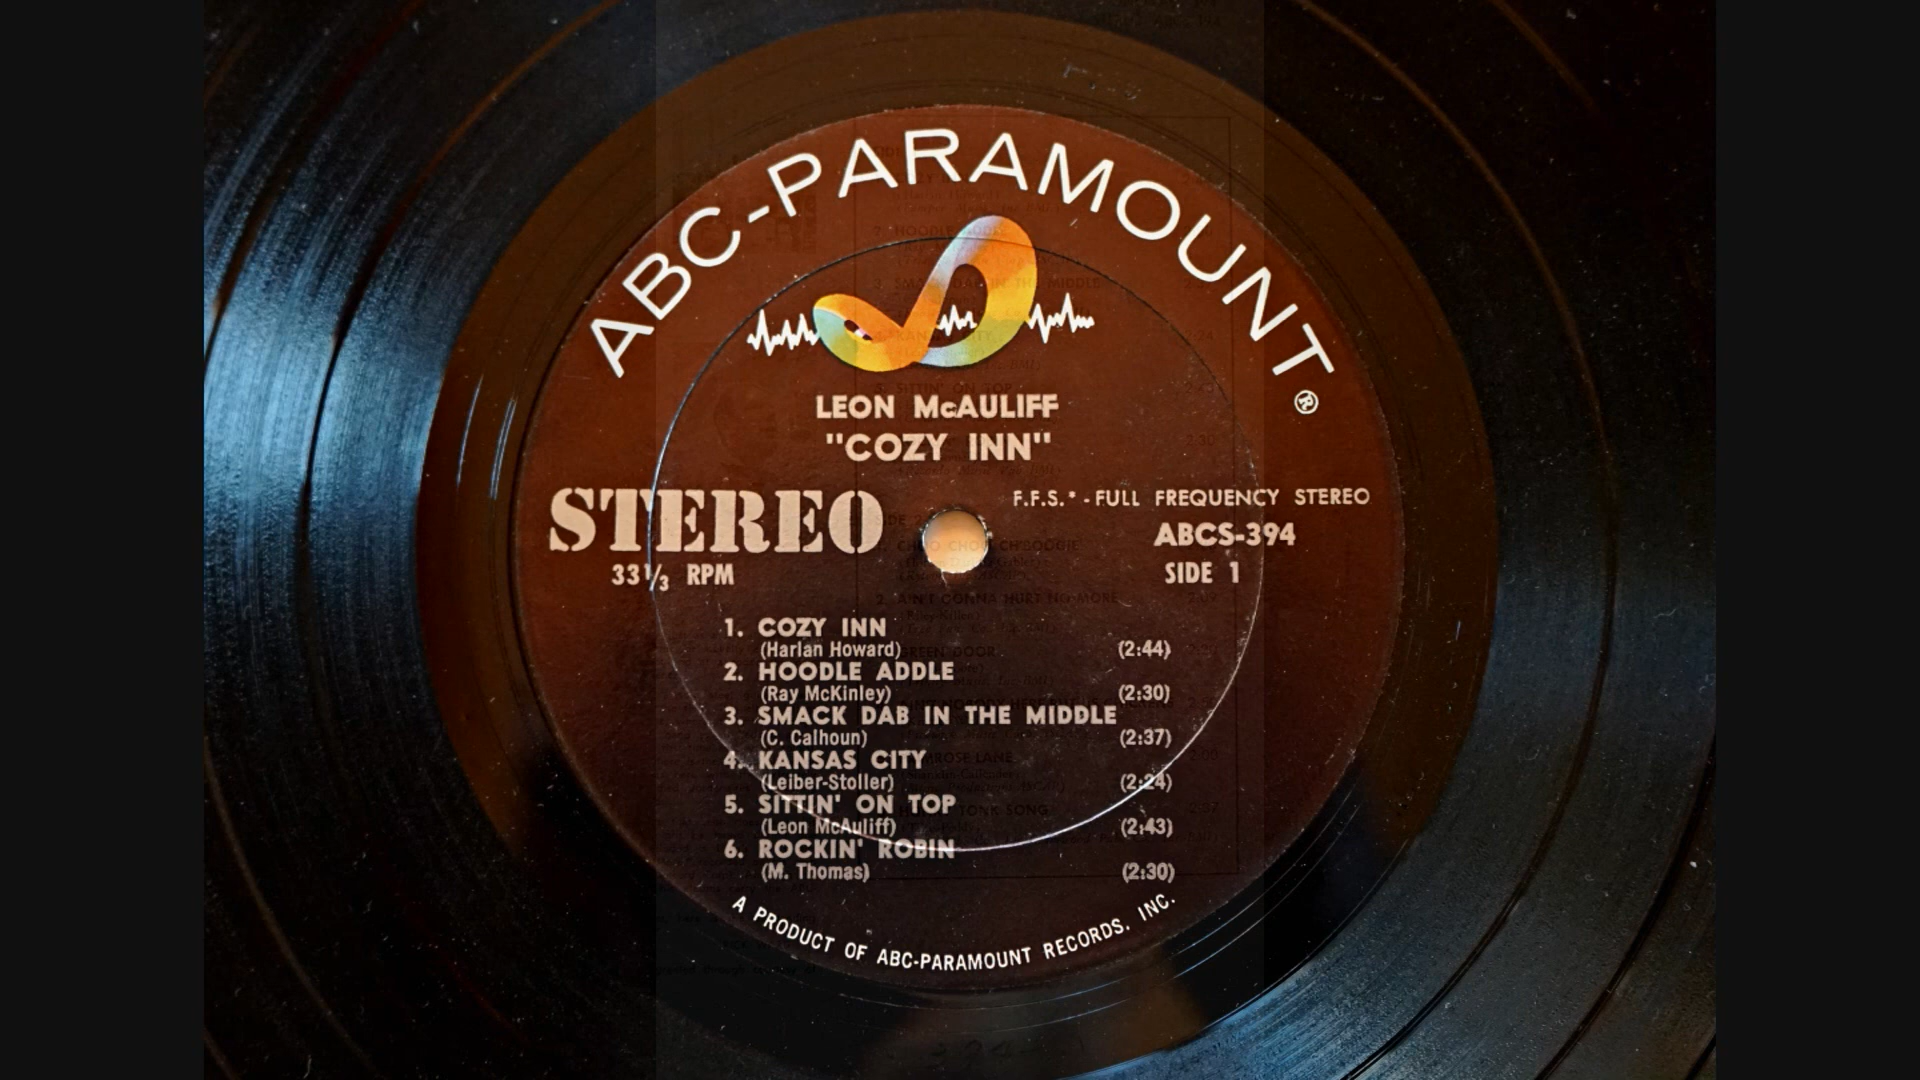 ABC-PARAMOUNT®
LEON McAULIFF
"COZY INN"
STEREO
F.F.S.* - FULL FREQUENCY STEREO
ABCS-394
33⅓ RPM
SIDE 1
1. COZY INN
(Harlan Howard) (2:44)
2. HOODLE ADDLE
(Ray McKinley) (2:30)
3. SMACK DAB IN THE MIDDLE
(C. Calhoun) (2:37)
4. KANSAS CITY
(Leiber-Stoller) (2:24)
5. SITTIN' ON TOP
(Leon McAuliff) (2:43)
6. ROCKIN' ROBIN
(M. Thomas) (2:30)
A PRODUCT OF ABC-PARAMOUNT RECORDS, INC.